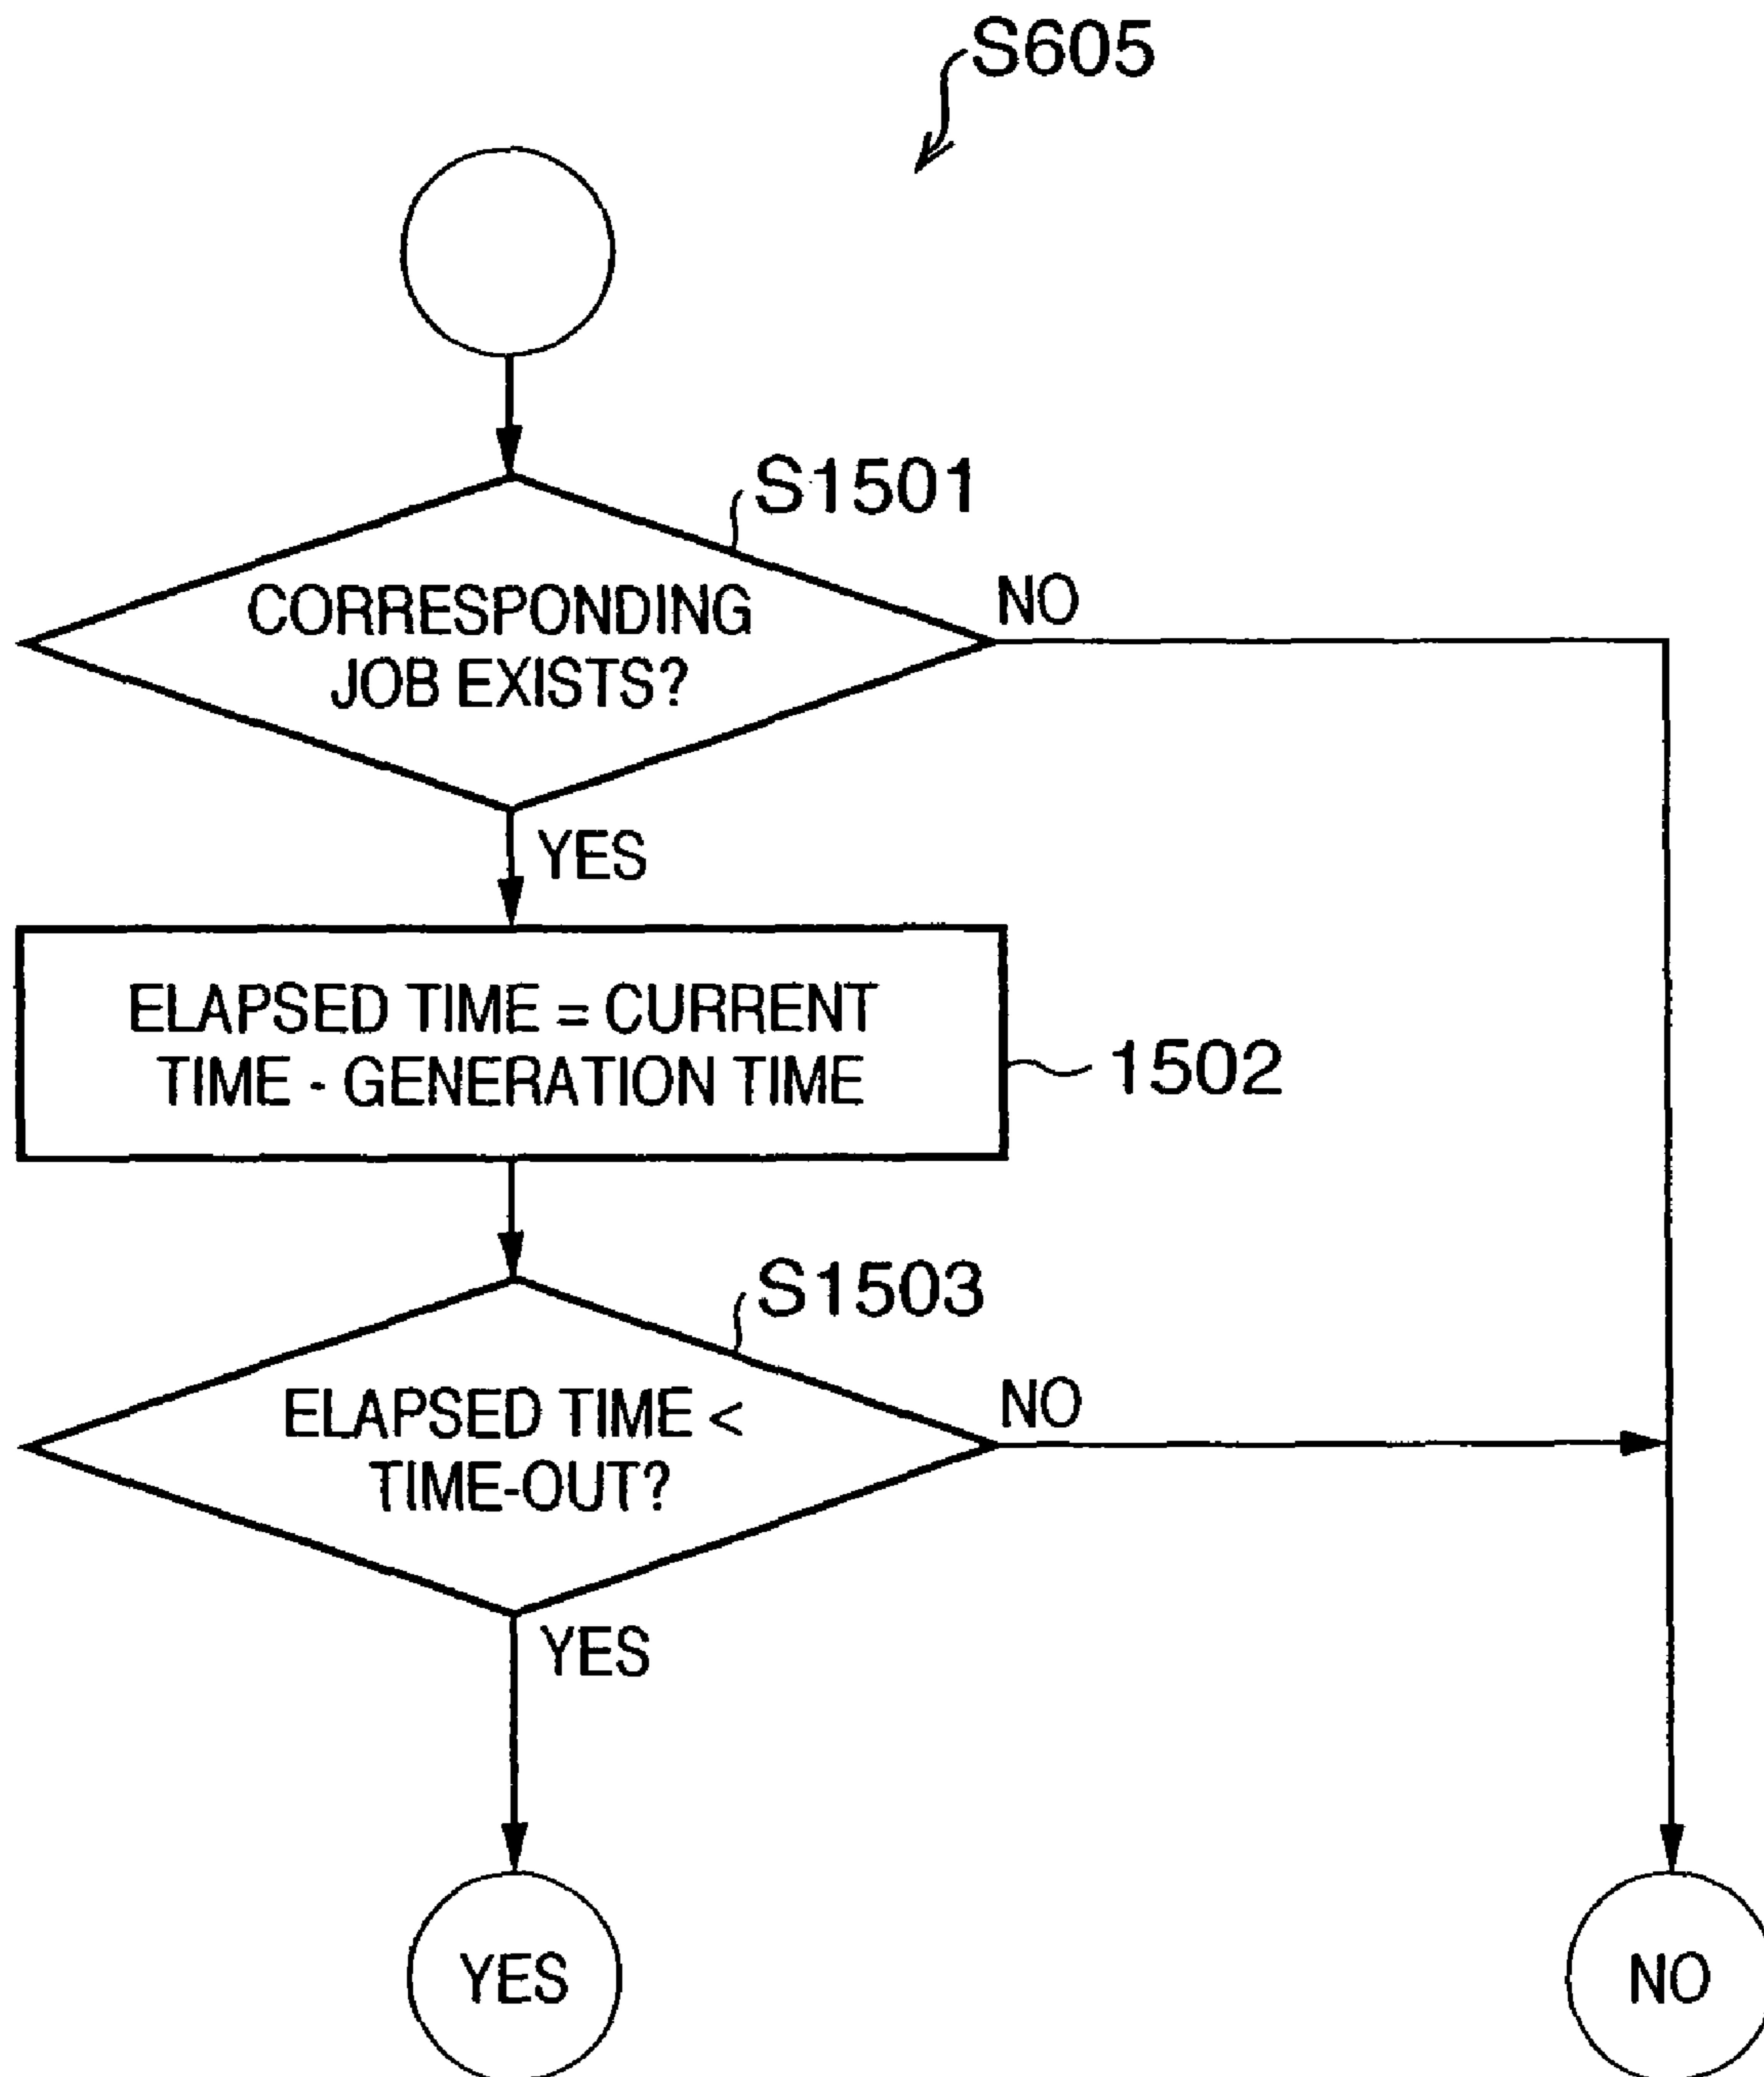 S605
S1501
CORRESPONDING
JOB EXISTS?
NO
YES
ELAPSED TIME = CURRENT
TIME - GENERATION TIME
1502
S1503
ELAPSED TIME <
TIME-OUT?
NO
YES
YES
NO